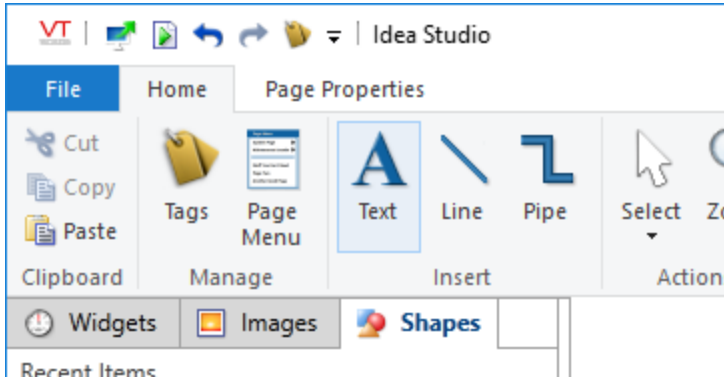 VT
Idea Studio
File Home Page Properties
Cut
Copy
Paste
Tags
Page
Menu
Text
Line
Pipe
Select
Clipboard
Manage
Insert
Action
Widgets
Images
Shapes
Recent Items